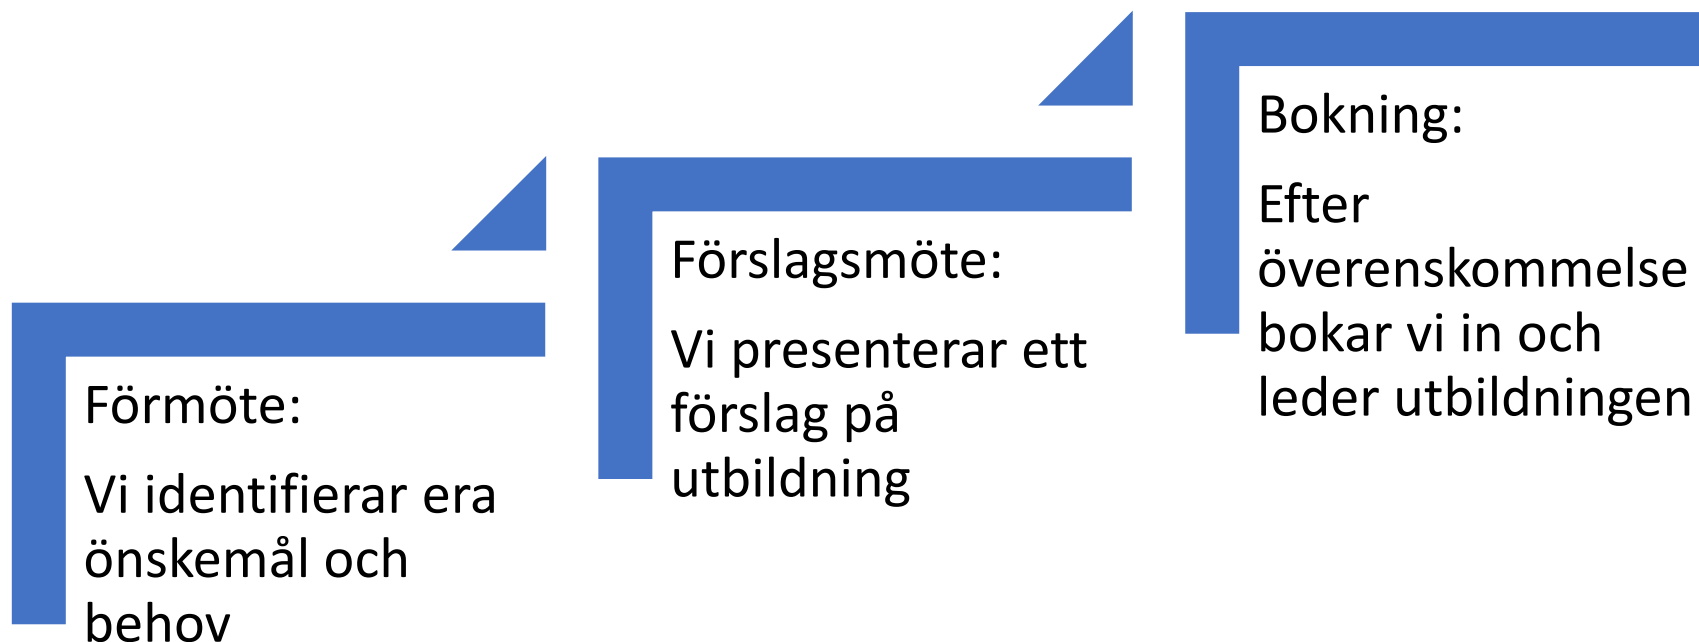 Förmöte:
Vi identifierar era
önskemål och
behov
Förslagsmöte:
Vi presenterar ett
förslag på
utbildning
Bokning:
Efter
överenskommelse
bokar vi in och
leder utbildningen